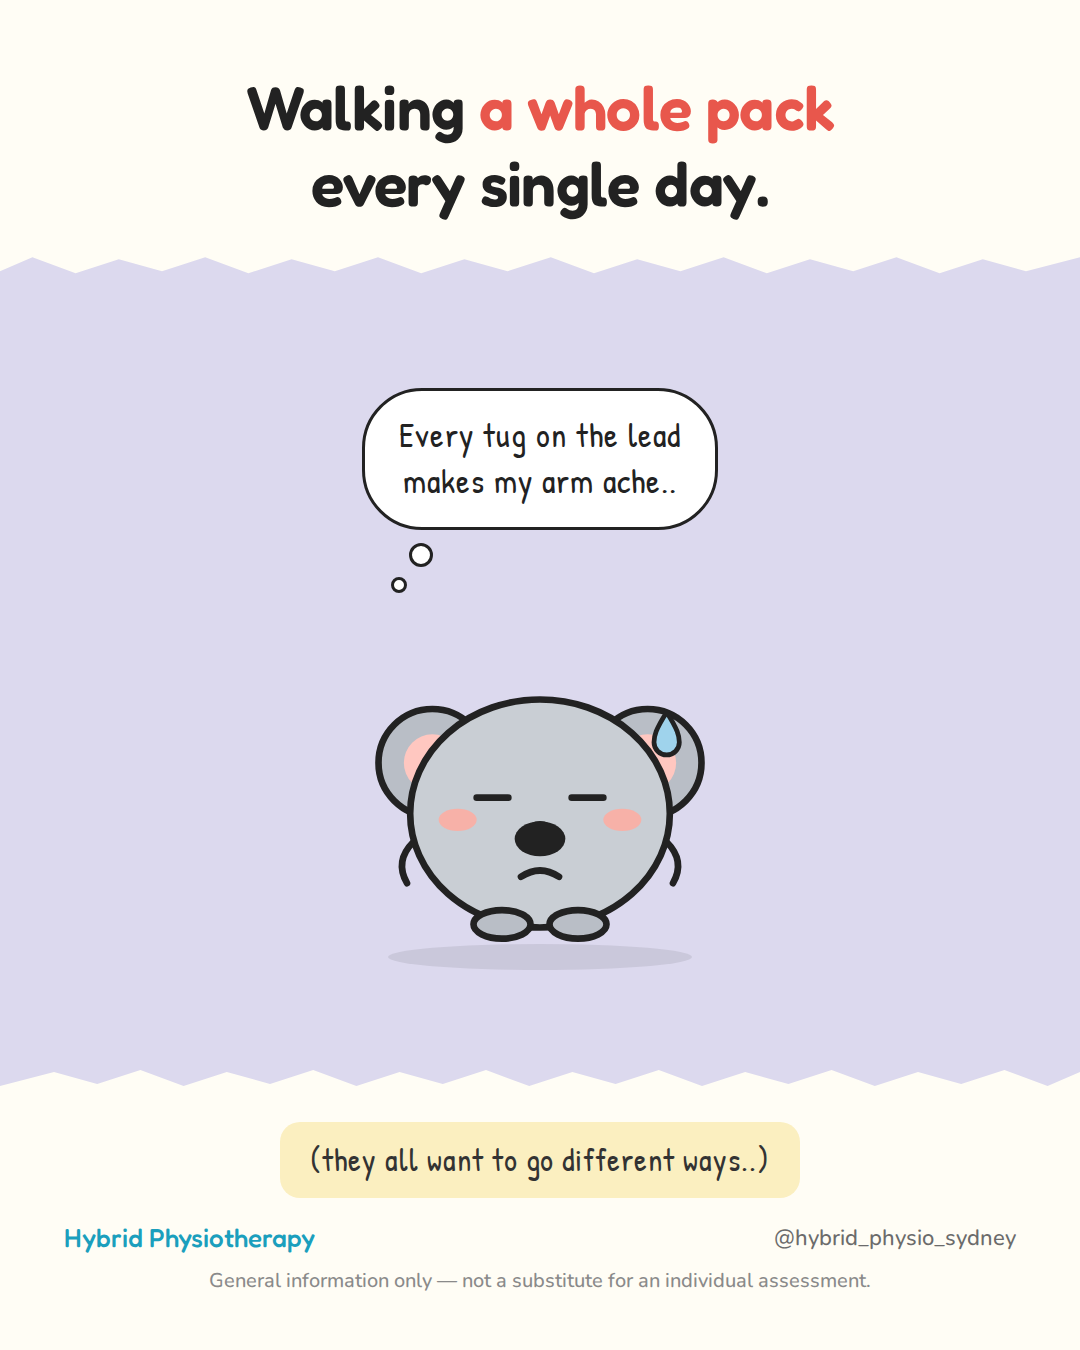 Walking a whole pack
every single day.
Every tug on the lead
makes my arm ache..
(they all want to go different ways..)
Hybrid Physiotherapy
@hybrid_physio_sydney
General information only — not a substitute for an individual assessment.